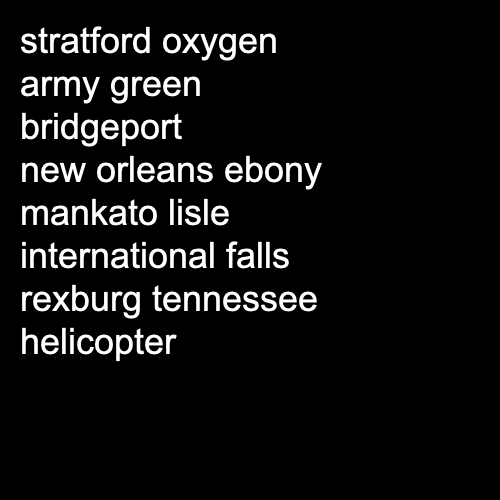 stratford oxygen
army green
bridgeport
new orleans ebony
mankato lisle
international falls
rexburg tennessee
helicopter